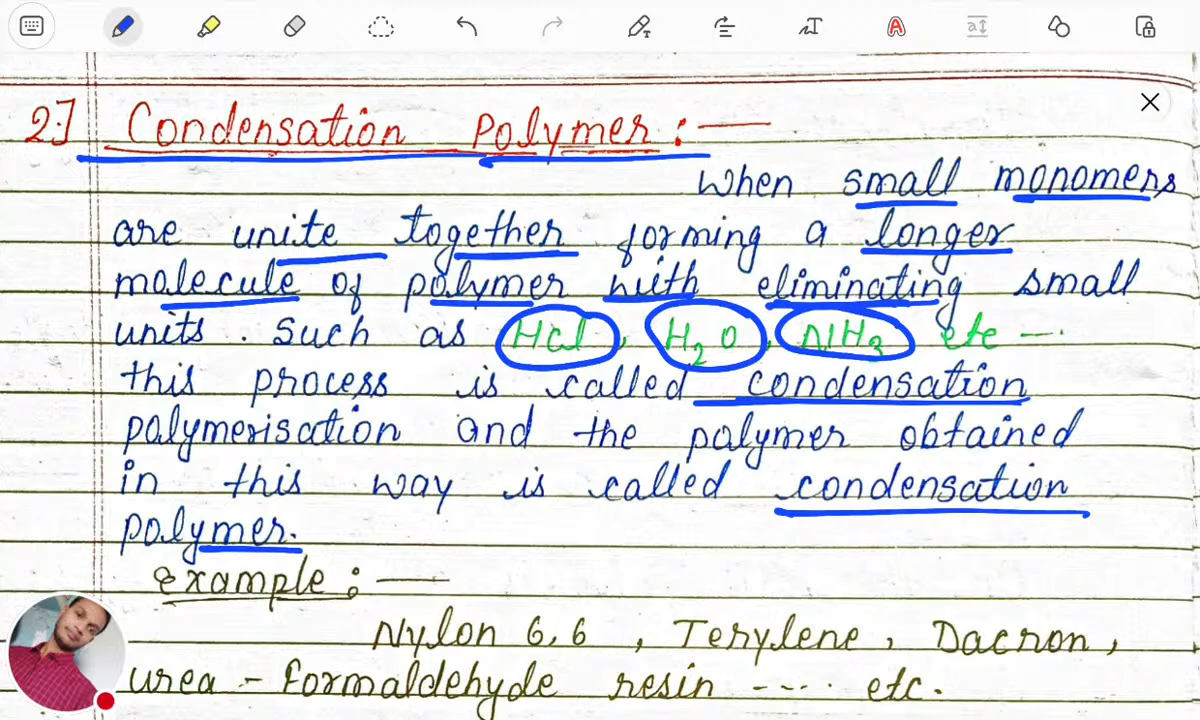 2.] Condensation Polymer : —
When small monomers
are unite together forming a longer
molecule of polymer with eliminating small
units. Such as HCl, H₂O, NH₃ etc —.
this process is called condensation
polymerisation and the polymer obtained
in this way is called condensation
polymer.
Example : —
Nylon 6,6 , Terylene, Dacron,
urea - formaldehyde resin ---- etc.